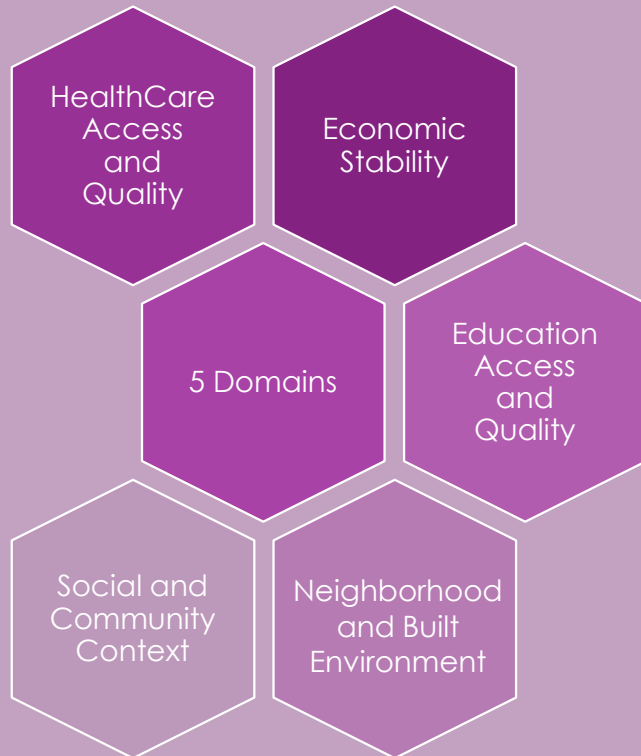 HealthCare
Access
and
Quality
Economic
Stability
5 Domains
Education
Access
and
Quality
Social and
Community
Context
Neighborhood
and Built
Environment